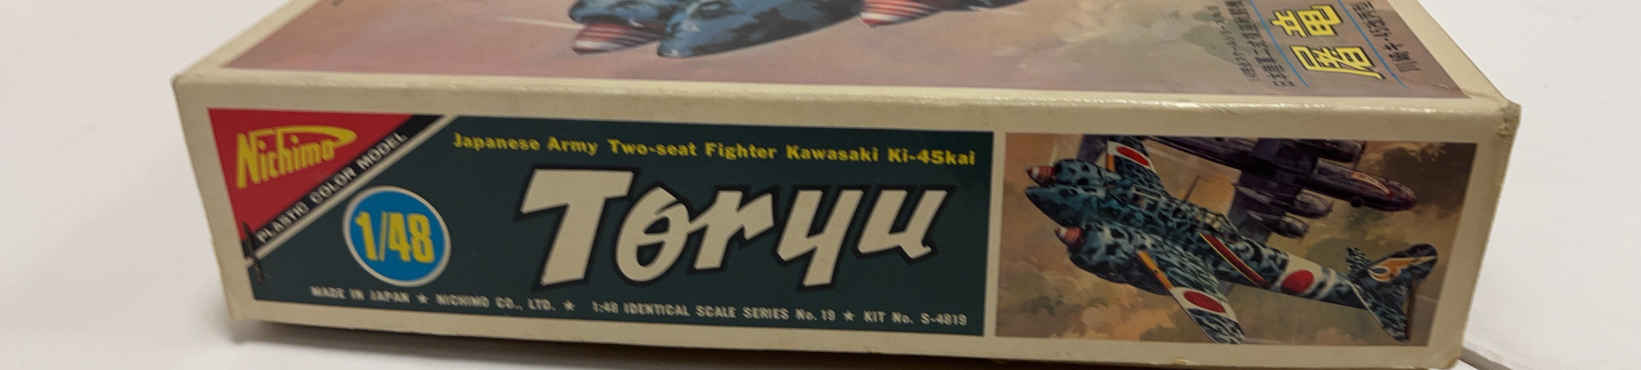 屠竜
Nichimo
PLASTIC COLOR MODEL
1/48
Japanese Army Two-seat Fighter Kawasaki Ki-45kai
Toryu
MADE IN JAPAN ★ NICHIMO CO., LTD. ★ 1:48 IDENTICAL SCALE SERIES No. 19 ★ KIT No. S-4819